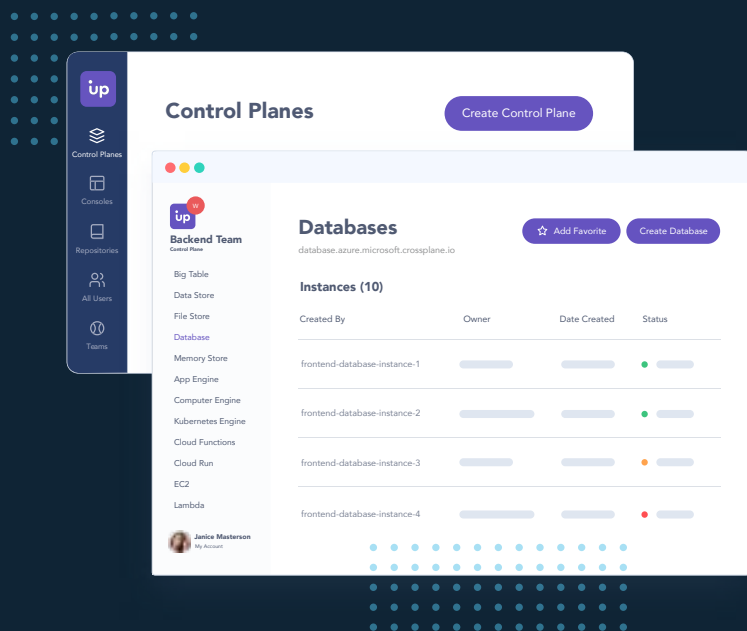 up
Control Planes
Create Control Plane
Control Planes
Consoles
Repositories
All Users
Teams
up
W
Backend Team
Control Plane
Big Table
Data Store
File Store
Database
Memory Store
App Engine
Computer Engine
Kubernetes Engine
Cloud Functions
Cloud Run
EC2
Lambda
Janice Masterson
My Account
Databases
database.azure.microsoft.crossplane.io
Add Favorite
Create Database
Instances (10)
Created By Owner Date Created Status
frontend-database-instance-1
frontend-database-instance-2
frontend-database-instance-3
frontend-database-instance-4